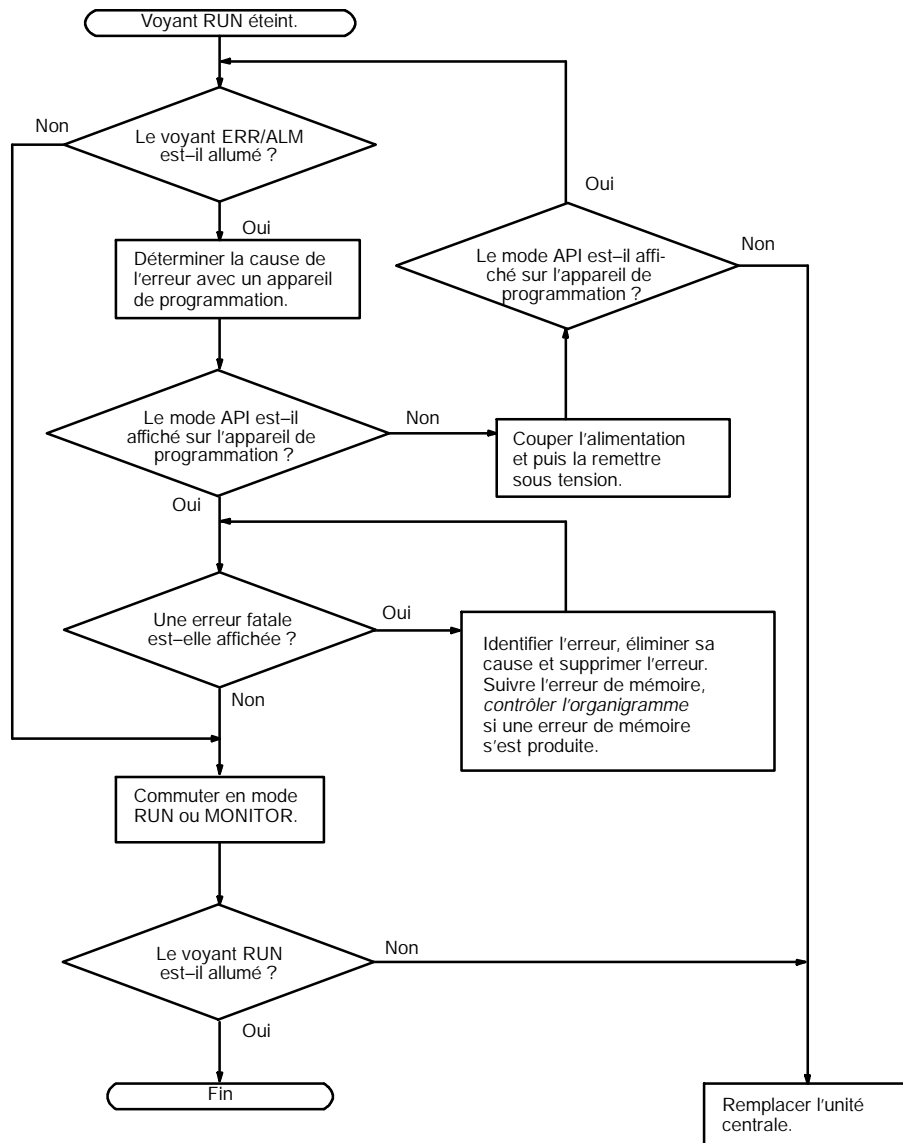 Voyant RUN éteint.
Non
Le voyant ERR/ALM
est–il allumé ?
Oui
Oui
Déterminer la cause de
l'erreur avec un appareil
de programmation.
Le mode API est–il affi-
ché sur l'appareil de
programmation ?
Non
Le mode API est–il
affiché sur l'appareil de
programmation ?
Non
Couper l'alimentation
et puis la remettre
sous tension.
Oui
Une erreur fatale
est–elle affichée ?
Oui
Identifier l'erreur, éliminer sa
cause et supprimer l'erreur.
Suivre l'erreur de mémoire,
contrôler l'organigramme
si une erreur de mémoire
s'est produite.
Non
Commuter en mode
RUN ou MONITOR.
Le voyant RUN
est–il allumé ?
Non
Oui
Fin
Remplacer l'unité
centrale.